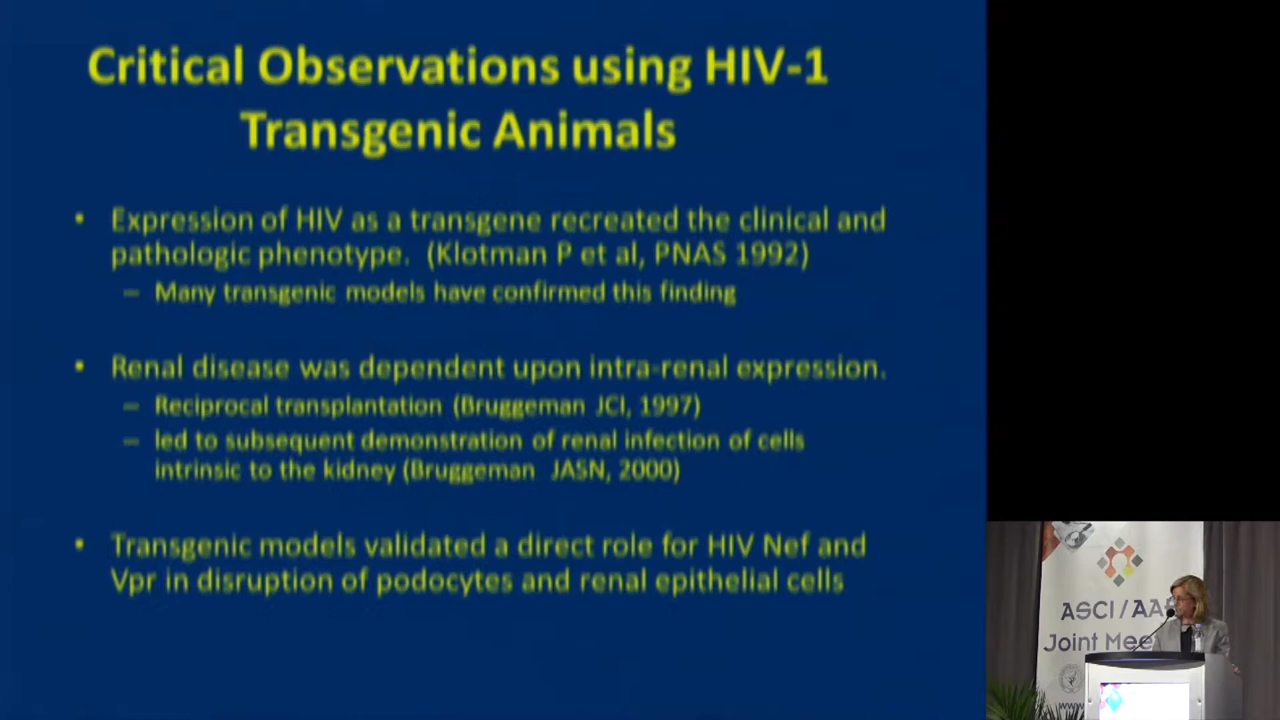 Critical Observations using HIV-1
Transgenic Animals
• Expression of HIV as a transgene recreated the clinical and
pathologic phenotype. (Klotman P et al, PNAS 1992)
– Many transgenic models have confirmed this finding
• Renal disease was dependent upon intra-renal expression.
– Reciprocal transplantation (Bruggeman JCI, 1997)
– led to subsequent demonstration of renal infection of cells
intrinsic to the kidney (Bruggeman JASN, 2000)
• Transgenic models validated a direct role for HIV Nef and
Vpr in disruption of podocytes and renal epithelial cells
ASCI / AA
Joint Mee